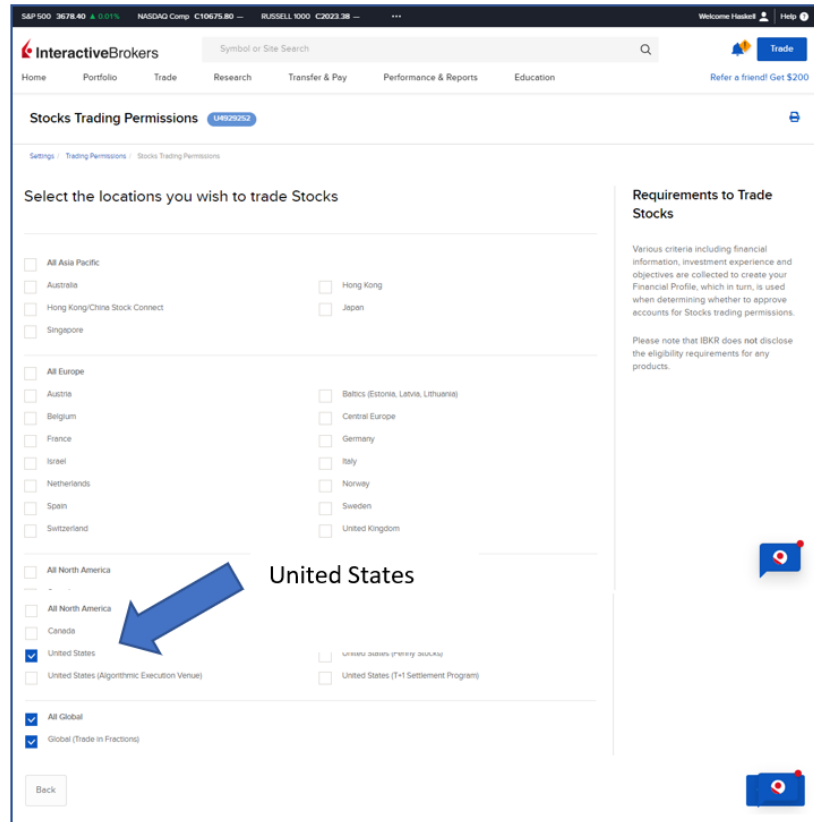 S&P 500 3678.40 ▲ 0.01% NASDAQ Comp C10675.80 — RUSSELL 1000 C2023.38 — ••• Welcome Haskell Help ?
InteractiveBrokers Symbol or Site Search Trade
Home Portfolio Trade Research Transfer & Pay Performance & Reports Education Refer a friend! Get $200
Stocks Trading Permissions U4929252
Settings / Trading Permissions / Stocks Trading Permissions
Select the locations you wish to trade Stocks
All Asia Pacific
Australia Hong Kong
Hong Kong/China Stock Connect Japan
Singapore
All Europe
Austria Baltics (Estonia, Latvia, Lithuania)
Belgium Central Europe
France Germany
Israel Italy
Netherlands Norway
Spain Sweden
Switzerland United Kingdom
All North America
United States
All North America
Canada
United States United States (Penny Stocks)
United States (Algorithmic Execution Venue) United States (T+1 Settlement Program)
All Global
Global (Trade in Fractions)
Back
Requirements to Trade
Stocks
Various criteria including financial
information, investment experience and
objectives are collected to create your
Financial Profile, which in turn, is used
when determining whether to approve
accounts for Stocks trading permissions.
Please note that IBKR does not disclose
the eligibility requirements for any
products.